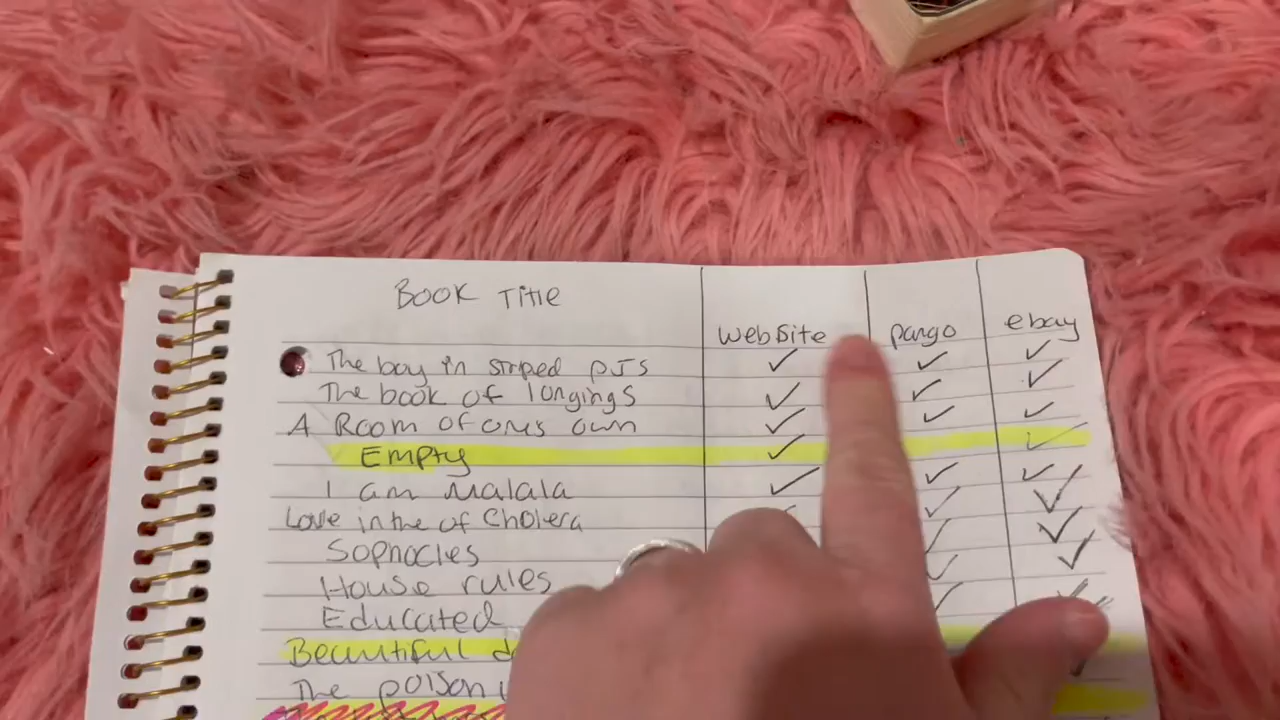 Book Title
website pango ebay
The boy in striped PJs
The book of longings
A Room of ones own
Empty
I am Malala
Love in the of Cholera
Sophocles
House rules
Educated
Beautiful
The poison